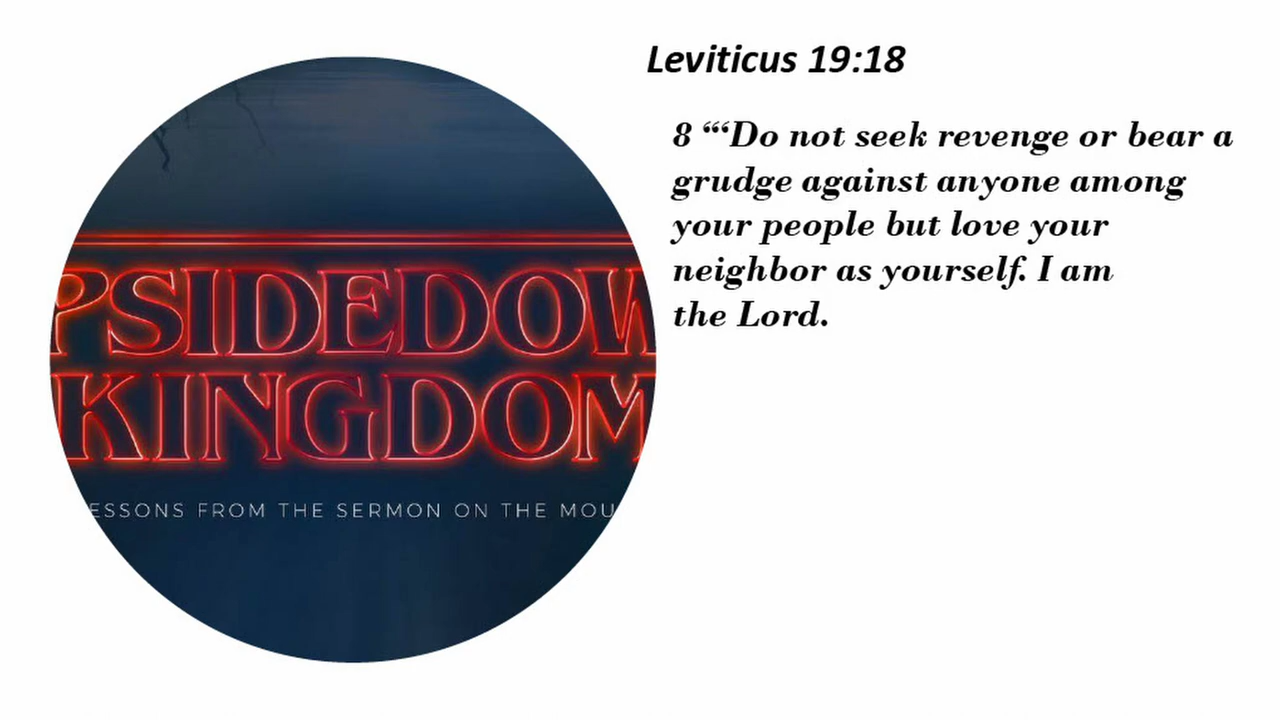 Leviticus 19:18
8 “‘Do not seek revenge or bear a
grudge against anyone among
your people but love your
neighbor as yourself. I am
the Lord.
PSIDEDOW
KINGDOM
ESSONS FROM THE SERMON ON THE MOU